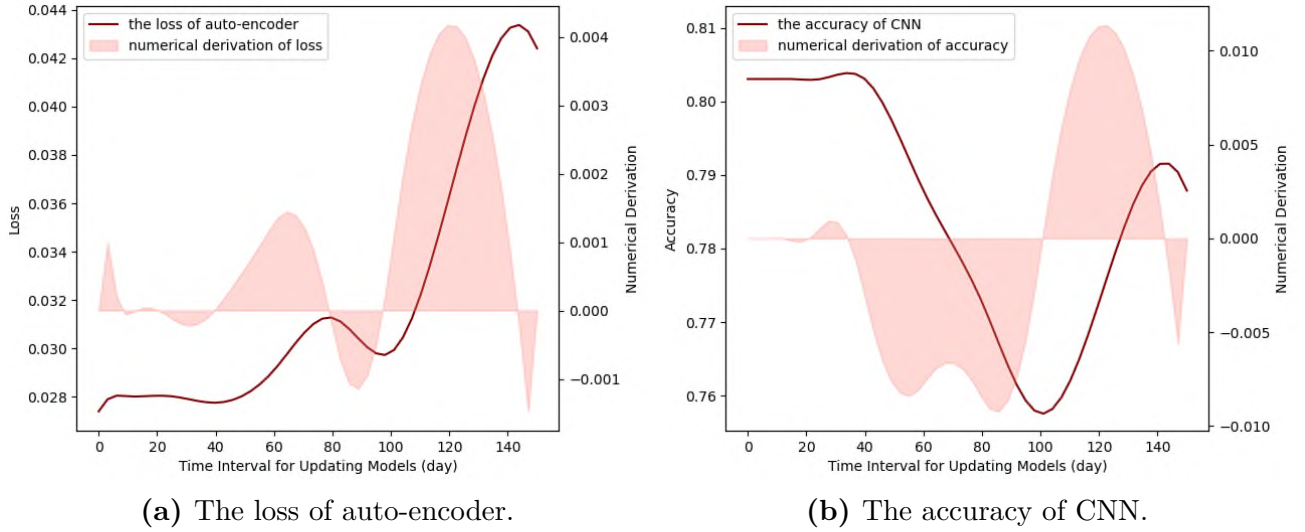 the loss of auto-encoder
numerical derivation of loss
0.044
0.042
0.040
0.038
0.036
0.034
0.032
0.030
0.028
Loss
0.004
0.003
0.002
0.001
0.000
−0.001
Numerical Derivation
0 20 40 60 80 100 120 140
Time Interval for Updating Models (day)
(a) The loss of auto-encoder.
the accuracy of CNN
numerical derivation of accuracy
0.81
0.80
0.79
0.78
0.77
0.76
Accuracy
0.010
0.005
0.000
−0.005
−0.010
Numerical Derivation
0 20 40 60 80 100 120 140
Time Interval for Updating Models (day)
(b) The accuracy of CNN.